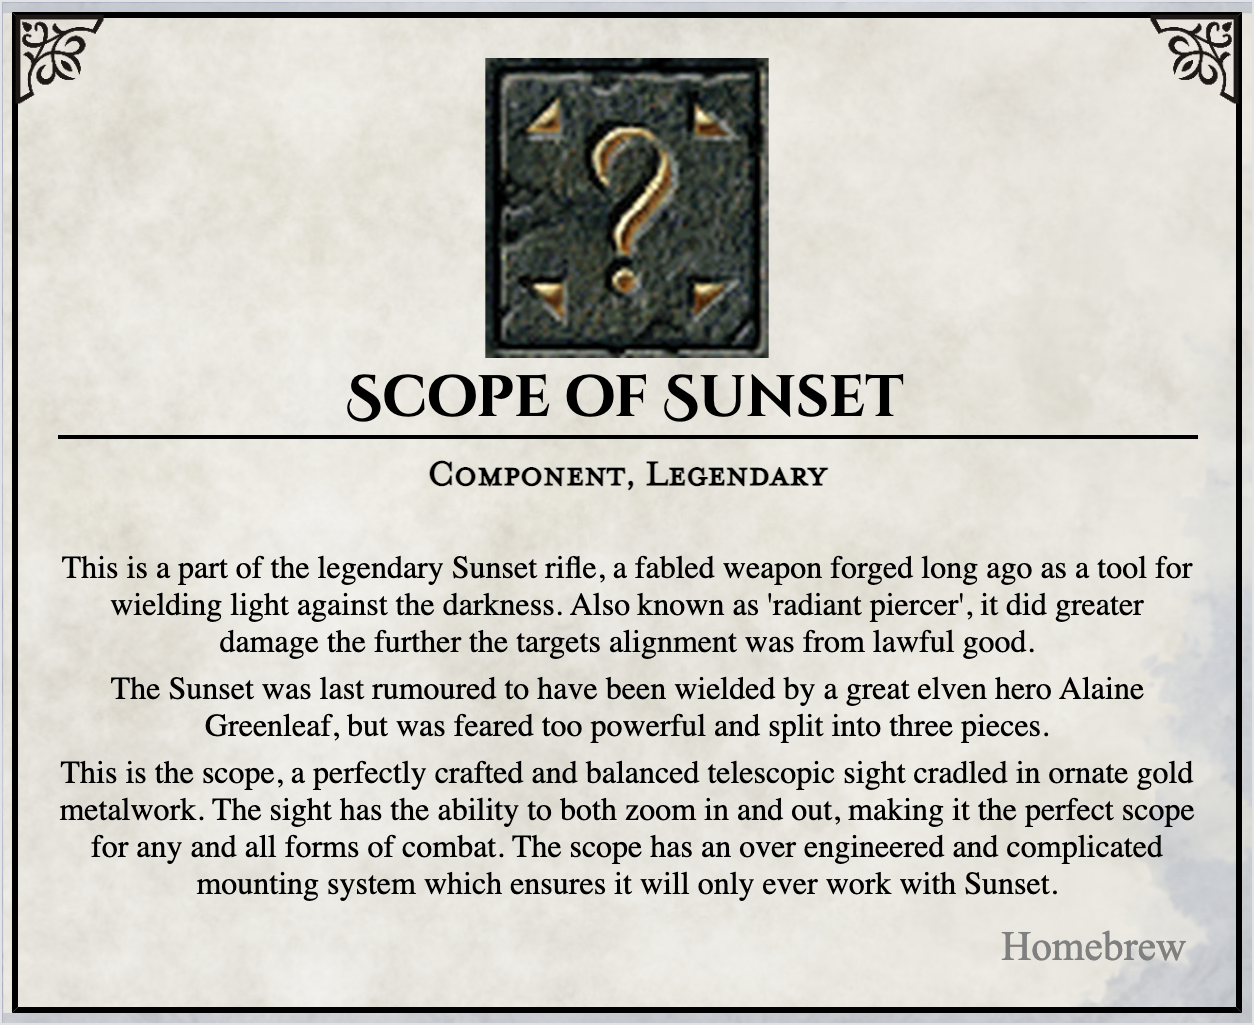 ?
Scope of Sunset
Component, Legendary
This is a part of the legendary Sunset rifle, a fabled weapon forged long ago as a tool for
wielding light against the darkness. Also known as 'radiant piercer', it did greater
damage the further the targets alignment was from lawful good.
The Sunset was last rumoured to have been wielded by a great elven hero Alaine
Greenleaf, but was feared too powerful and split into three pieces.
This is the scope, a perfectly crafted and balanced telescopic sight cradled in ornate gold
metalwork. The sight has the ability to both zoom in and out, making it the perfect scope
for any and all forms of combat. The scope has an over engineered and complicated
mounting system which ensures it will only ever work with Sunset.
Homebrew